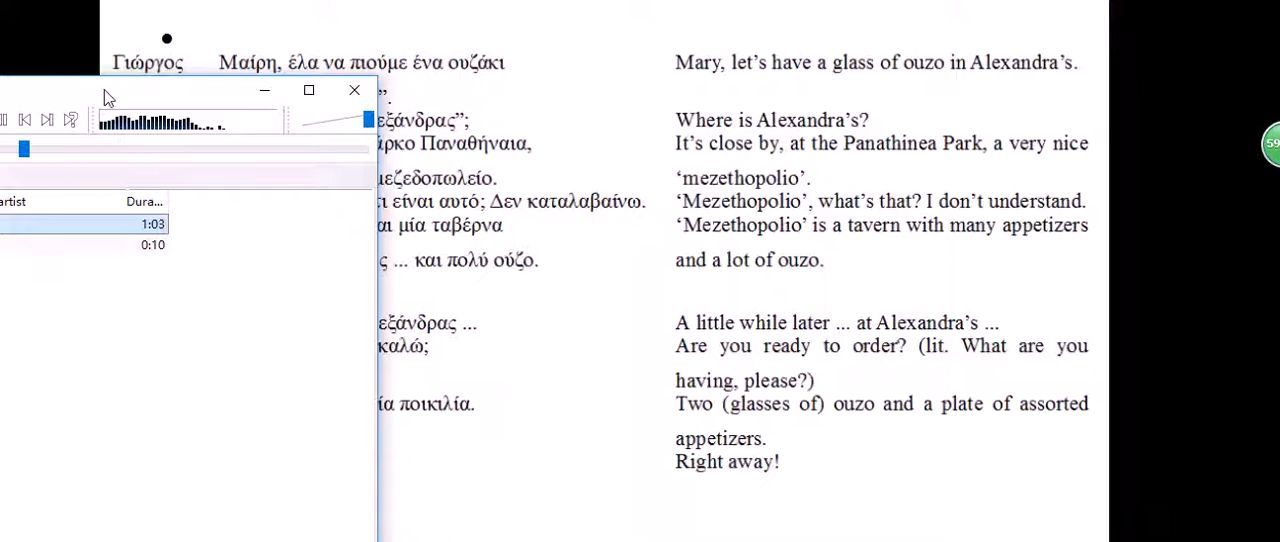 Γιώργος Μαίρη, έλα να πιούμε ένα ουζάκι Mary, let’s have a glass of ouzo in Alexandra’s.
”
.
εξάνδρας”; Where is Alexandra’s?
άρκο Παναθήναια, It’s close by, at the Panathinea Park, a very nice
μεζεδοπωλείο. ‘mezethopolio’.
τι είναι αυτό; Δεν καταλαβαίνω. ‘Mezethopolio’, what’s that? I don’t understand.
αι μία ταβέρνα ‘Mezethopolio’ is a tavern with many appetizers
ς ... και πολύ ούζο. and a lot of ouzo.
εξάνδρας ... A little while later ... at Alexandra’s ...
καλώ; Are you ready to order? (lit. What are you
having, please?)
ία ποικιλία. Two (glasses of) ouzo and a plate of assorted
appetizers.
Right away!
artist Dura...
1:03
0:10
59